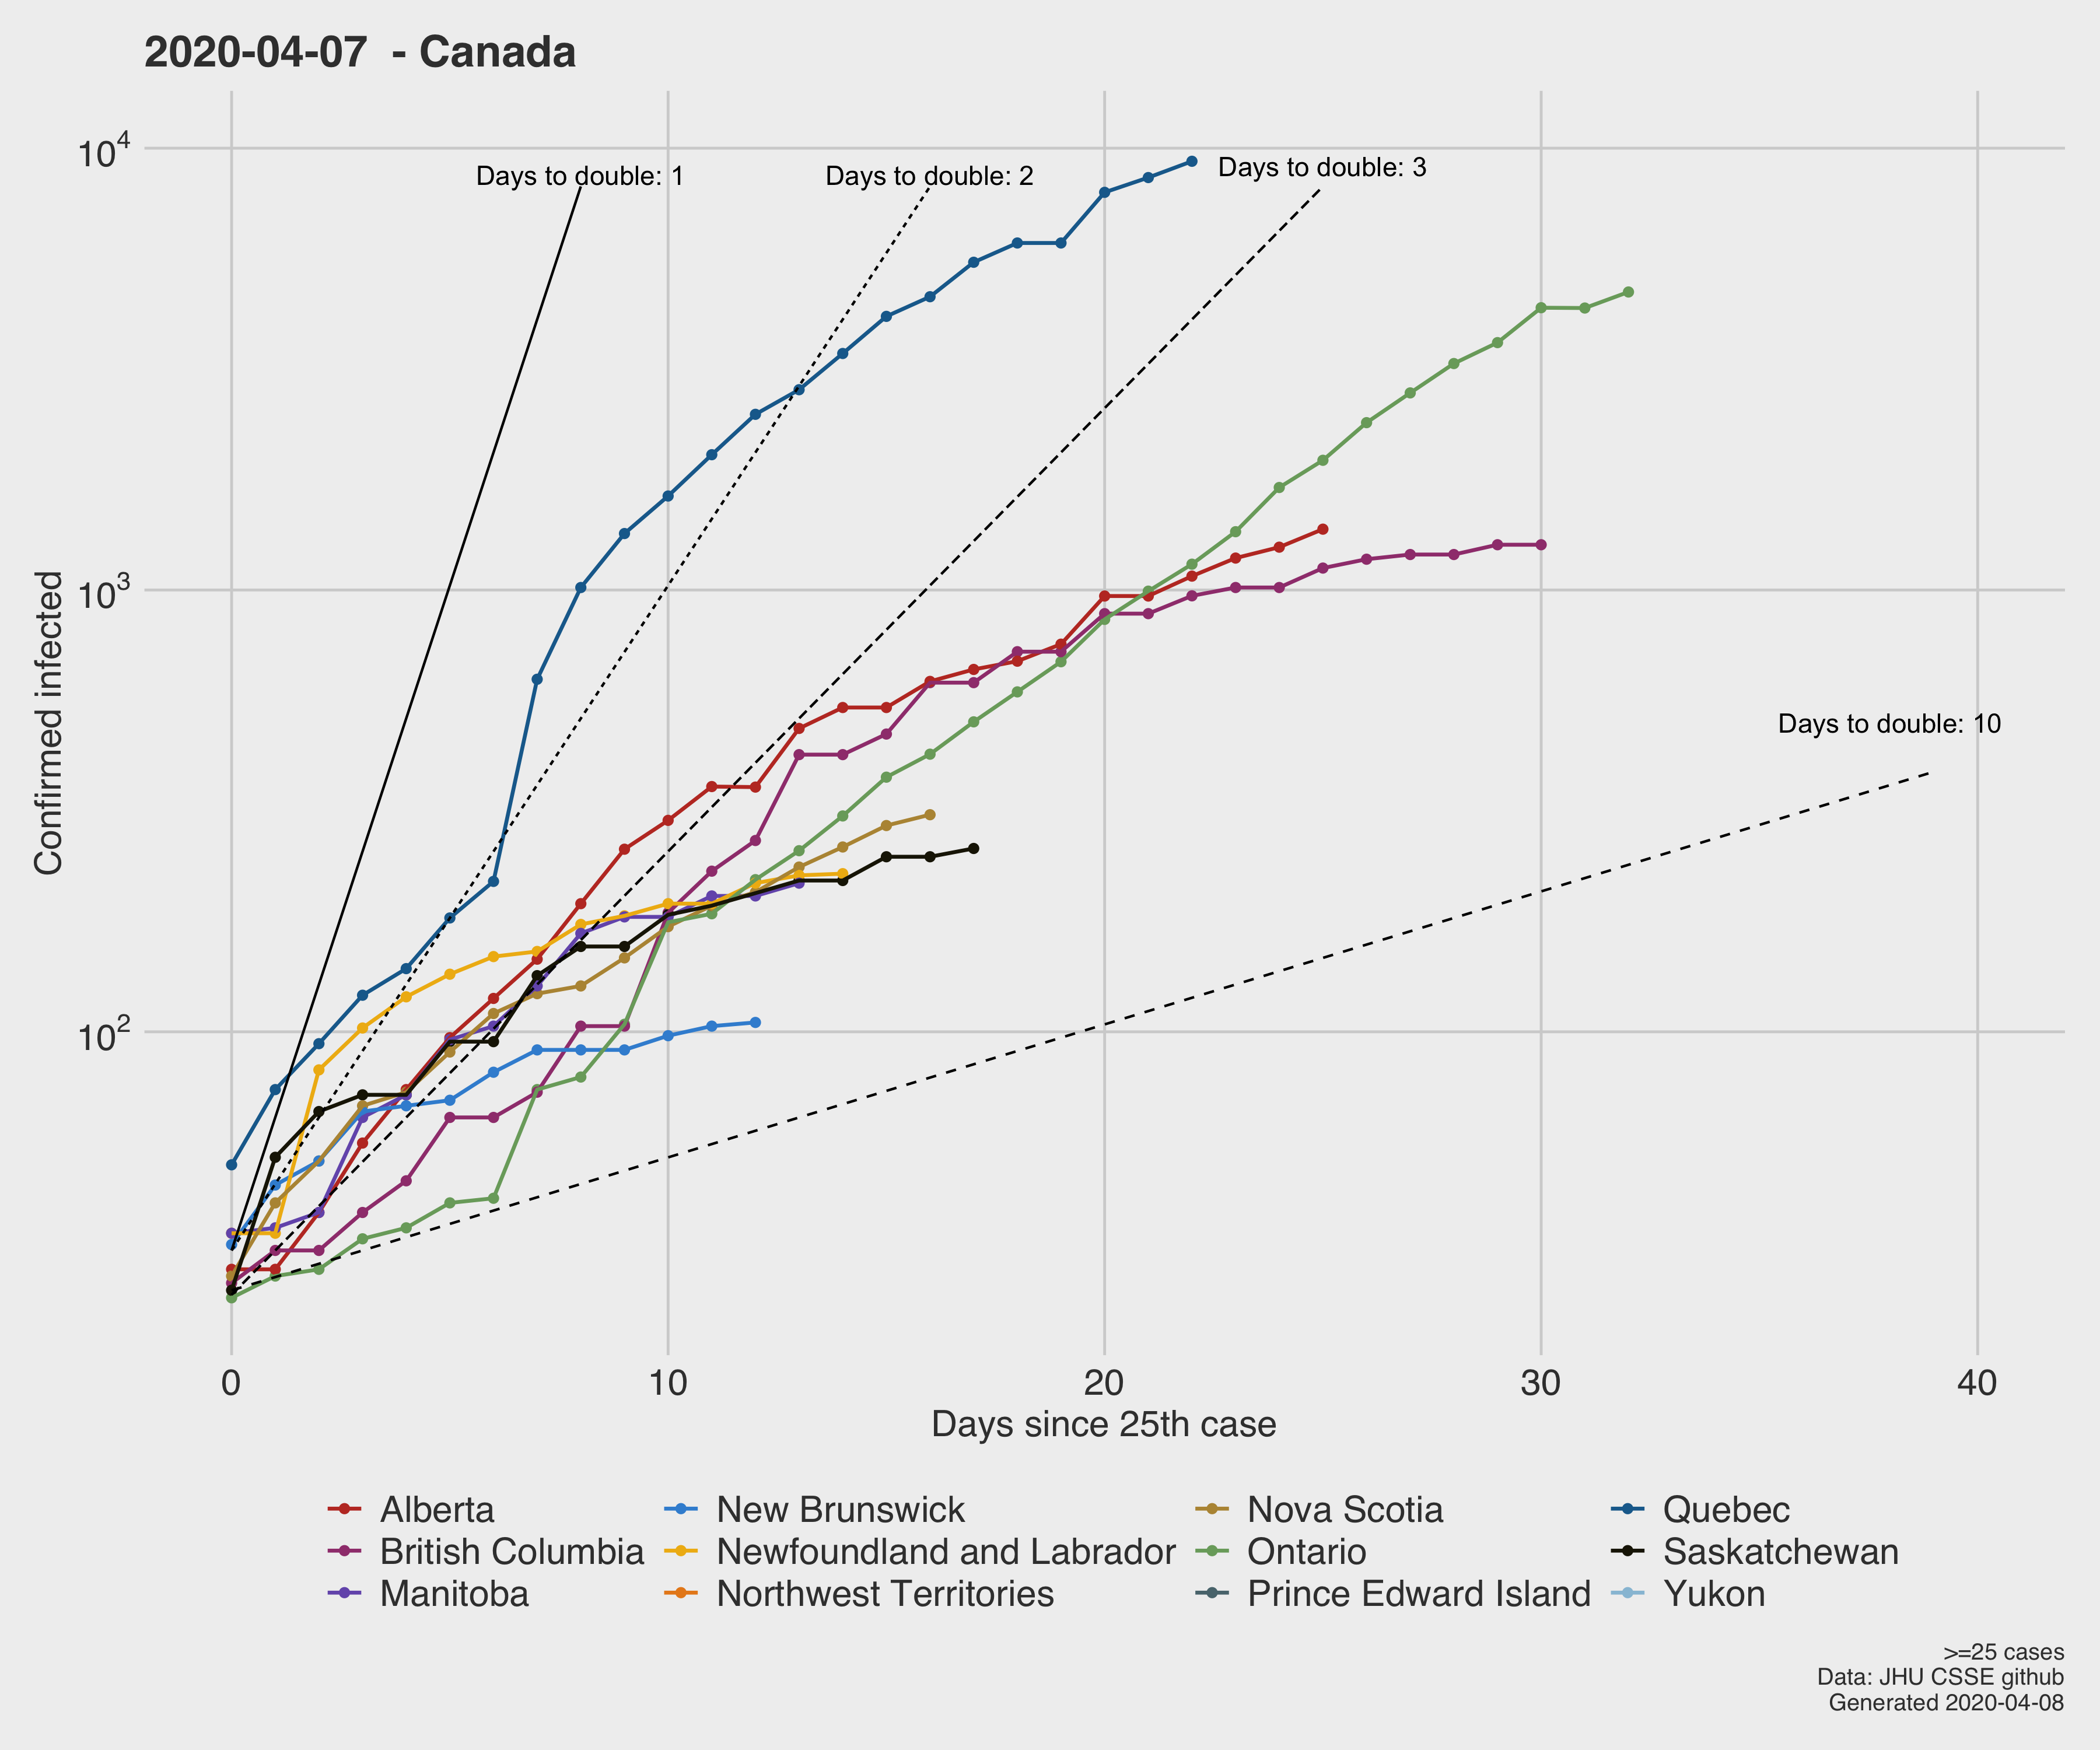 2020-04-07  - Canada
10^4
Days to double: 1
Days to double: 2
Days to double: 3
10^3
Days to double: 10
10^2
Confirmed infected
0
10
20
30
40
Days since 25th case
Alberta
New Brunswick
Nova Scotia
Quebec
British Columbia
Newfoundland and Labrador
Ontario
Saskatchewan
Manitoba
Northwest Territories
Prince Edward Island
Yukon
>=25 cases
Data: JHU CSSE github
Generated 2020-04-08